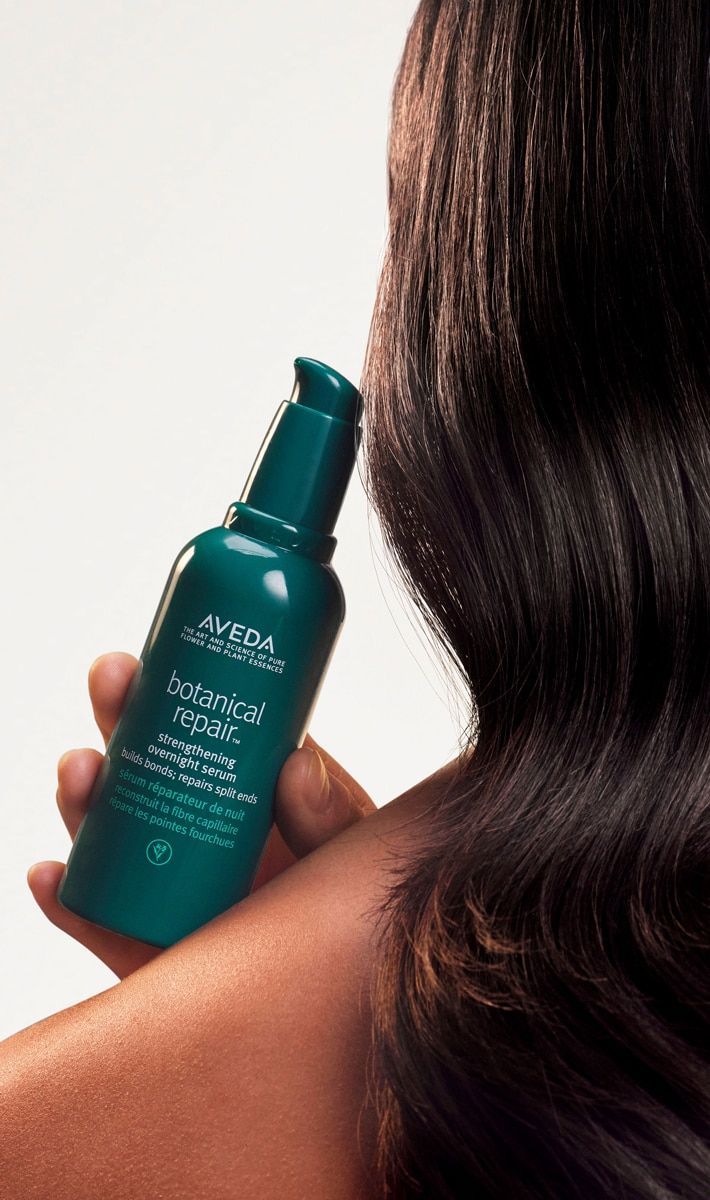 AVEDA
THE ART AND SCIENCE OF PURE
FLOWER AND PLANT ESSENCES
botanical
repair™
strengthening
overnight serum
builds bonds; repairs split ends
sérum réparateur de nuit
reconstruit la fibre capillaire
répare les pointes fourchues